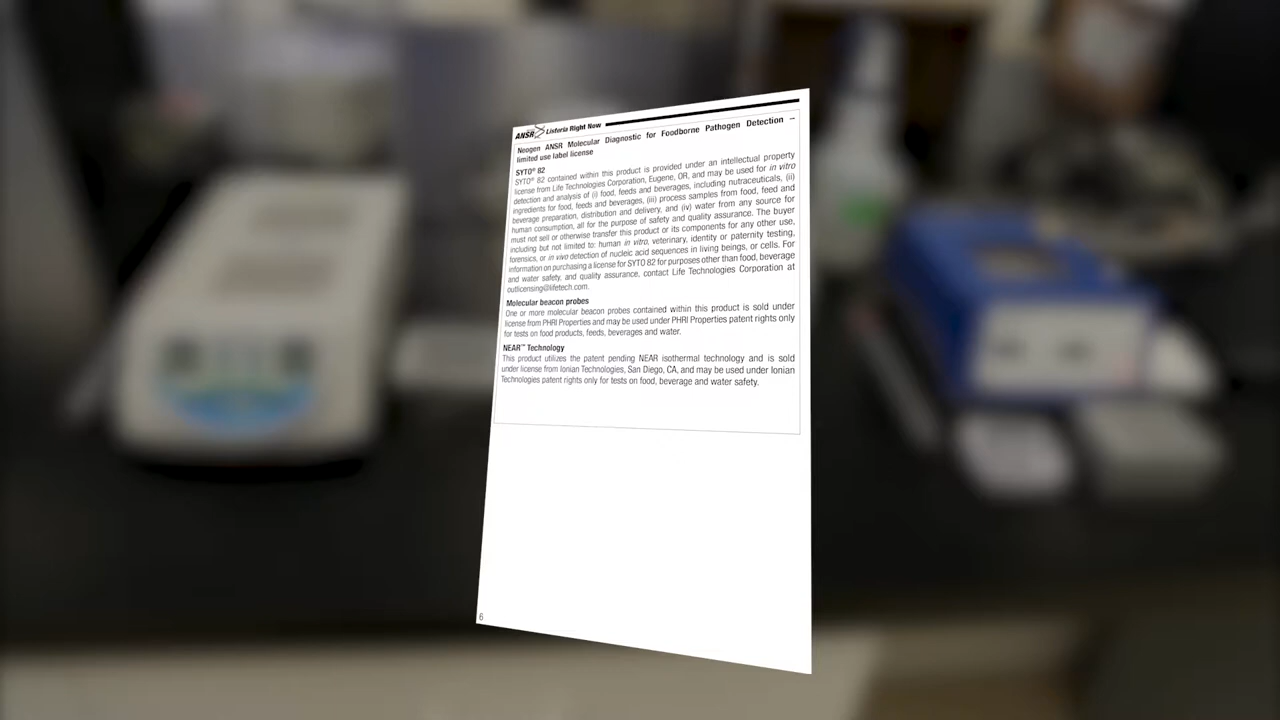 ANSR Listeria Right Now
Neogen ANSR Molecular Diagnostic for Foodborne Pathogen Detection –
limited use label license
SYTO® 82
SYTO® 82 contained within this product is provided under an intellectual property
license from Life Technologies Corporation, Eugene, OR, and may be used for in vitro
detection and analysis of (i) food, feeds and beverages, including nutraceuticals, (ii)
ingredients for food, feeds and beverages, (iii) process samples from food, feed and
beverage preparation, distribution and delivery, and (iv) water from any source for
human consumption, all for the purpose of safety and quality assurance. The buyer
must not sell or otherwise transfer this product or its components for any other use,
including but not limited to: human in vitro, veterinary, identity or paternity testing,
forensics, or in vivo detection of nucleic acid sequences in living beings, or cells. For
information on purchasing a license for SYTO 82 for purposes other than food, beverage
and water safety, and quality assurance, contact Life Technologies Corporation at
outlicensing@lifetech.com.
Molecular beacon probes
One or more molecular beacon probes contained within this product is sold under
license from PHRI Properties and may be used under PHRI Properties patent rights only
for tests on food products, feeds, beverages and water.
NEAR™ Technology
This product utilizes the patent pending NEAR isothermal technology and is sold
under license from Ionian Technologies, San Diego, CA, and may be used under Ionian
Technologies patent rights only for tests on food, beverage and water safety.
6